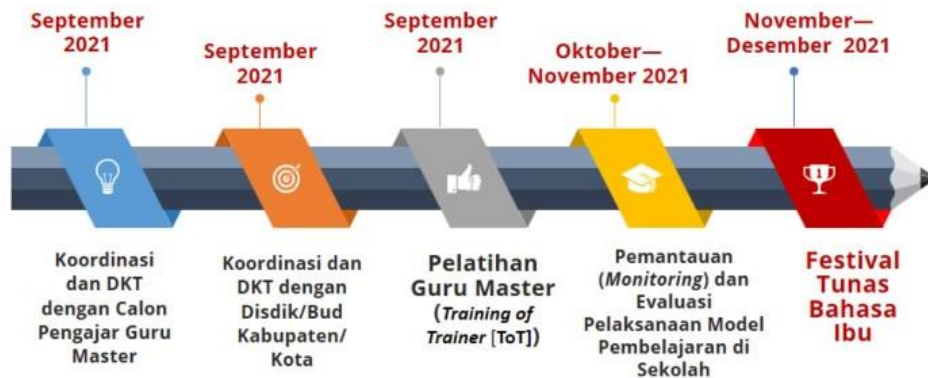 September
2021
September
2021
September
2021
Oktober—
November 2021
November—
Desember 2021
1
Koordinasi
dan DKT
dengan Calon
Pengajar Guru
Master
Koordinasi dan
DKT dengan
Disdik/Bud
Kabupaten/
Kota
Pelatihan
Guru Master
(Training of
Trainer [ToT])
Pemantauan
(Monitoring) dan
Evaluasi
Pelaksanaan Model
Pembelajaran di
Sekolah
Festival
Tunas
Bahasa
Ibu